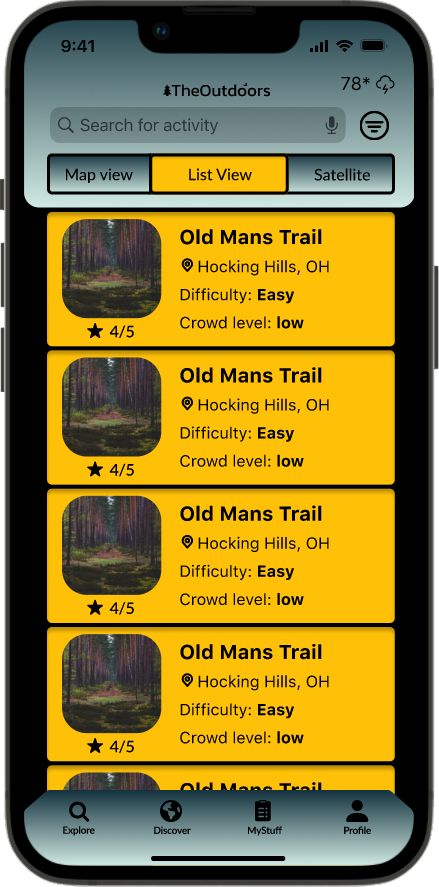 9:41
78*
TheOutdoors
Search for activity
Map view
List View
Satellite
Old Mans Trail
Hocking Hills, OH
Difficulty: Easy
Crowd level: low
4/5
Old Mans Trail
Hocking Hills, OH
Difficulty: Easy
Crowd level: low
4/5
Old Mans Trail
Hocking Hills, OH
Difficulty: Easy
Crowd level: low
4/5
Old Mans Trail
Hocking Hills, OH
Difficulty: Easy
Crowd level: low
4/5
Old Mans Trail
Explore
Discover
MyStuff
Profile